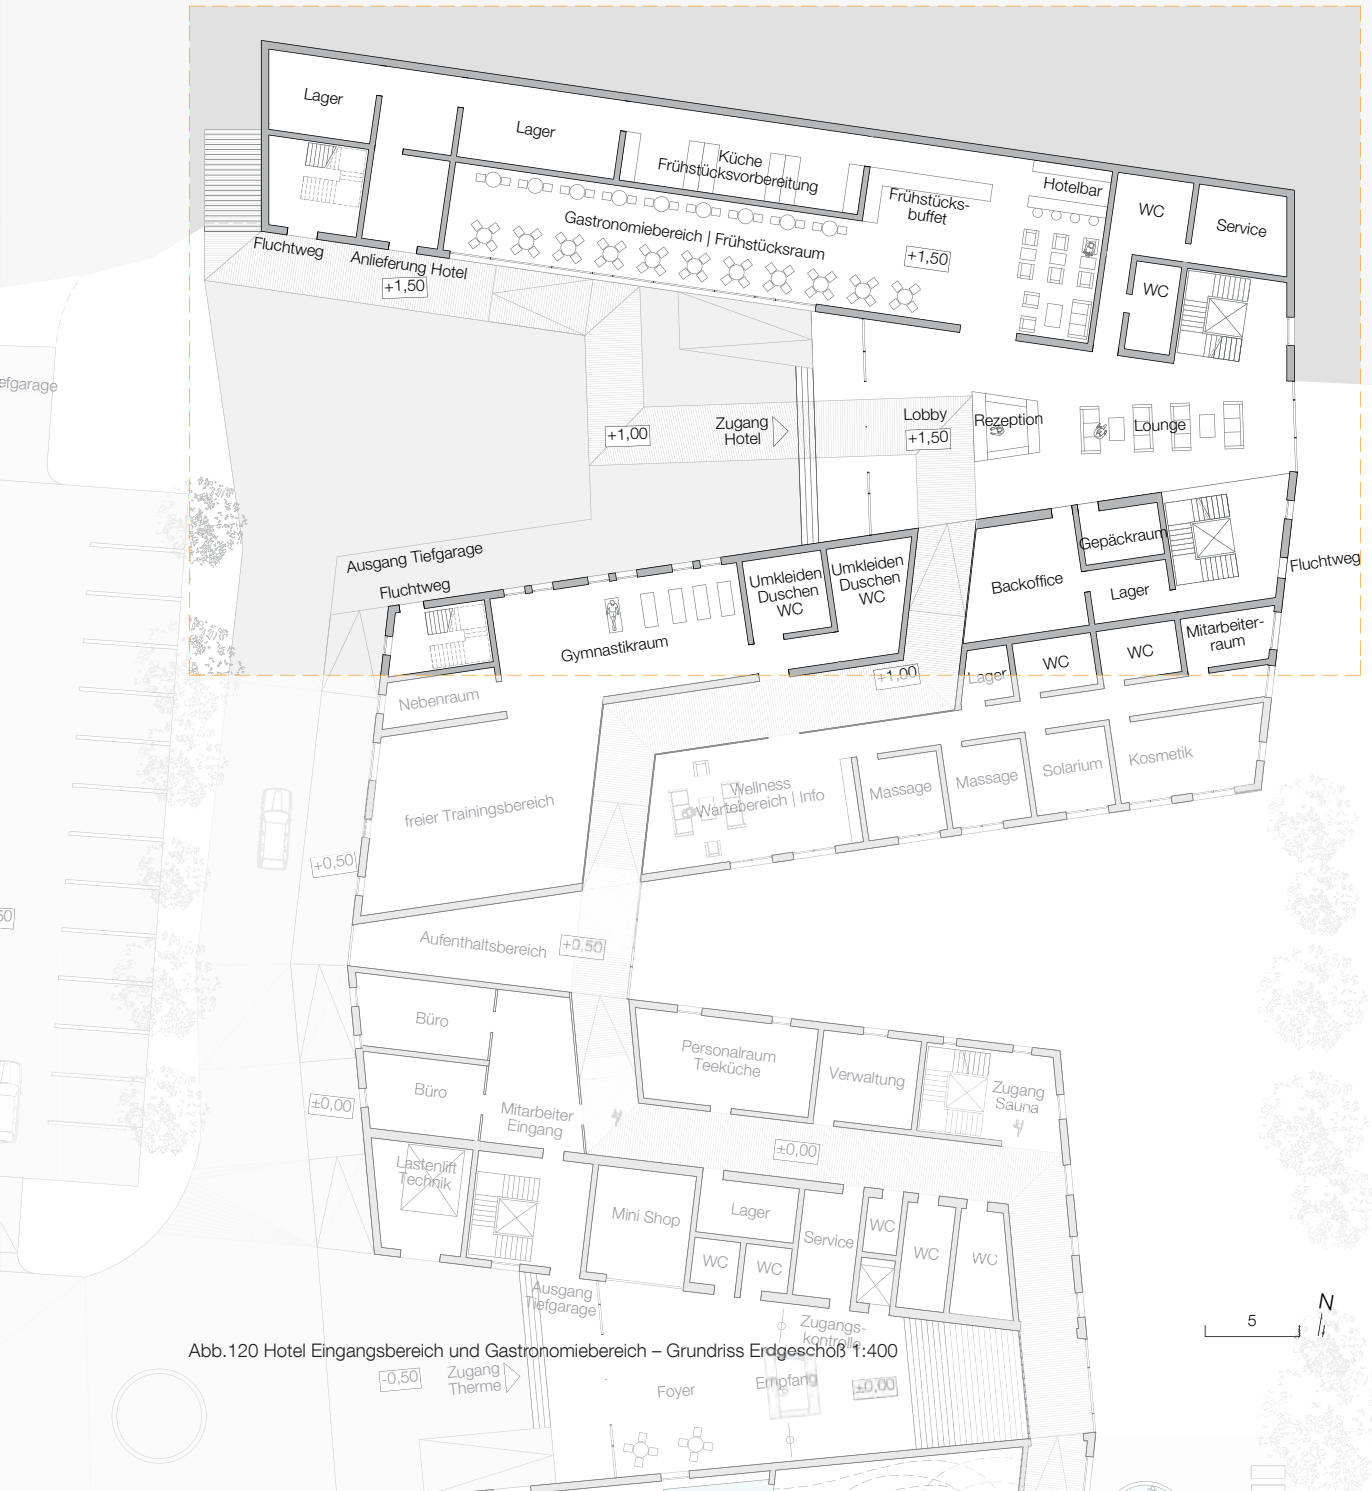 Lager
Lager
Küche
Frühstücksvorbereitung
Frühstücks-
buffet
Hotelbar
WC
Service
Gastronomiebereich | Frühstücksraum
+1,50
Fluchtweg
Anlieferung Hotel
+1,50
WC
efgarage
+1,00
Zugang
Hotel
Lobby
+1,50
Rezeption
Lounge
Ausgang Tiefgarage
Fluchtweg
Umkleiden
Duschen
WC
Umkleiden
Duschen
WC
Gepäckraum
Backoffice
Lager
Fluchtweg
Gymnastikraum
Mitarbeiter-
raum
WC
WC
Lager
+1,00
Nebenraum
freier Trainingsbereich
Wellness
Wartebereich | Info
Massage
Massage
Solarium
Kosmetik
+0,50
50
Aufenthaltsbereich
+0,50
Büro
Büro
Personalraum
Teeküche
Verwaltung
Zugang
Sauna
Mitarbeiter
Eingang
±0,00
±0,00
Lastenlift
Technik
Mini Shop
Lager
Service
WC
WC
WC
WC
WC
Ausgang
Tiefgarage
Zugangs-
kontrolle
5
N
Abb.120 Hotel Eingangsbereich und Gastronomiebereich – Grundriss Erdgeschoß 1:400
-0,50
Zugang
Therme
Foyer
Empfang
±0,00